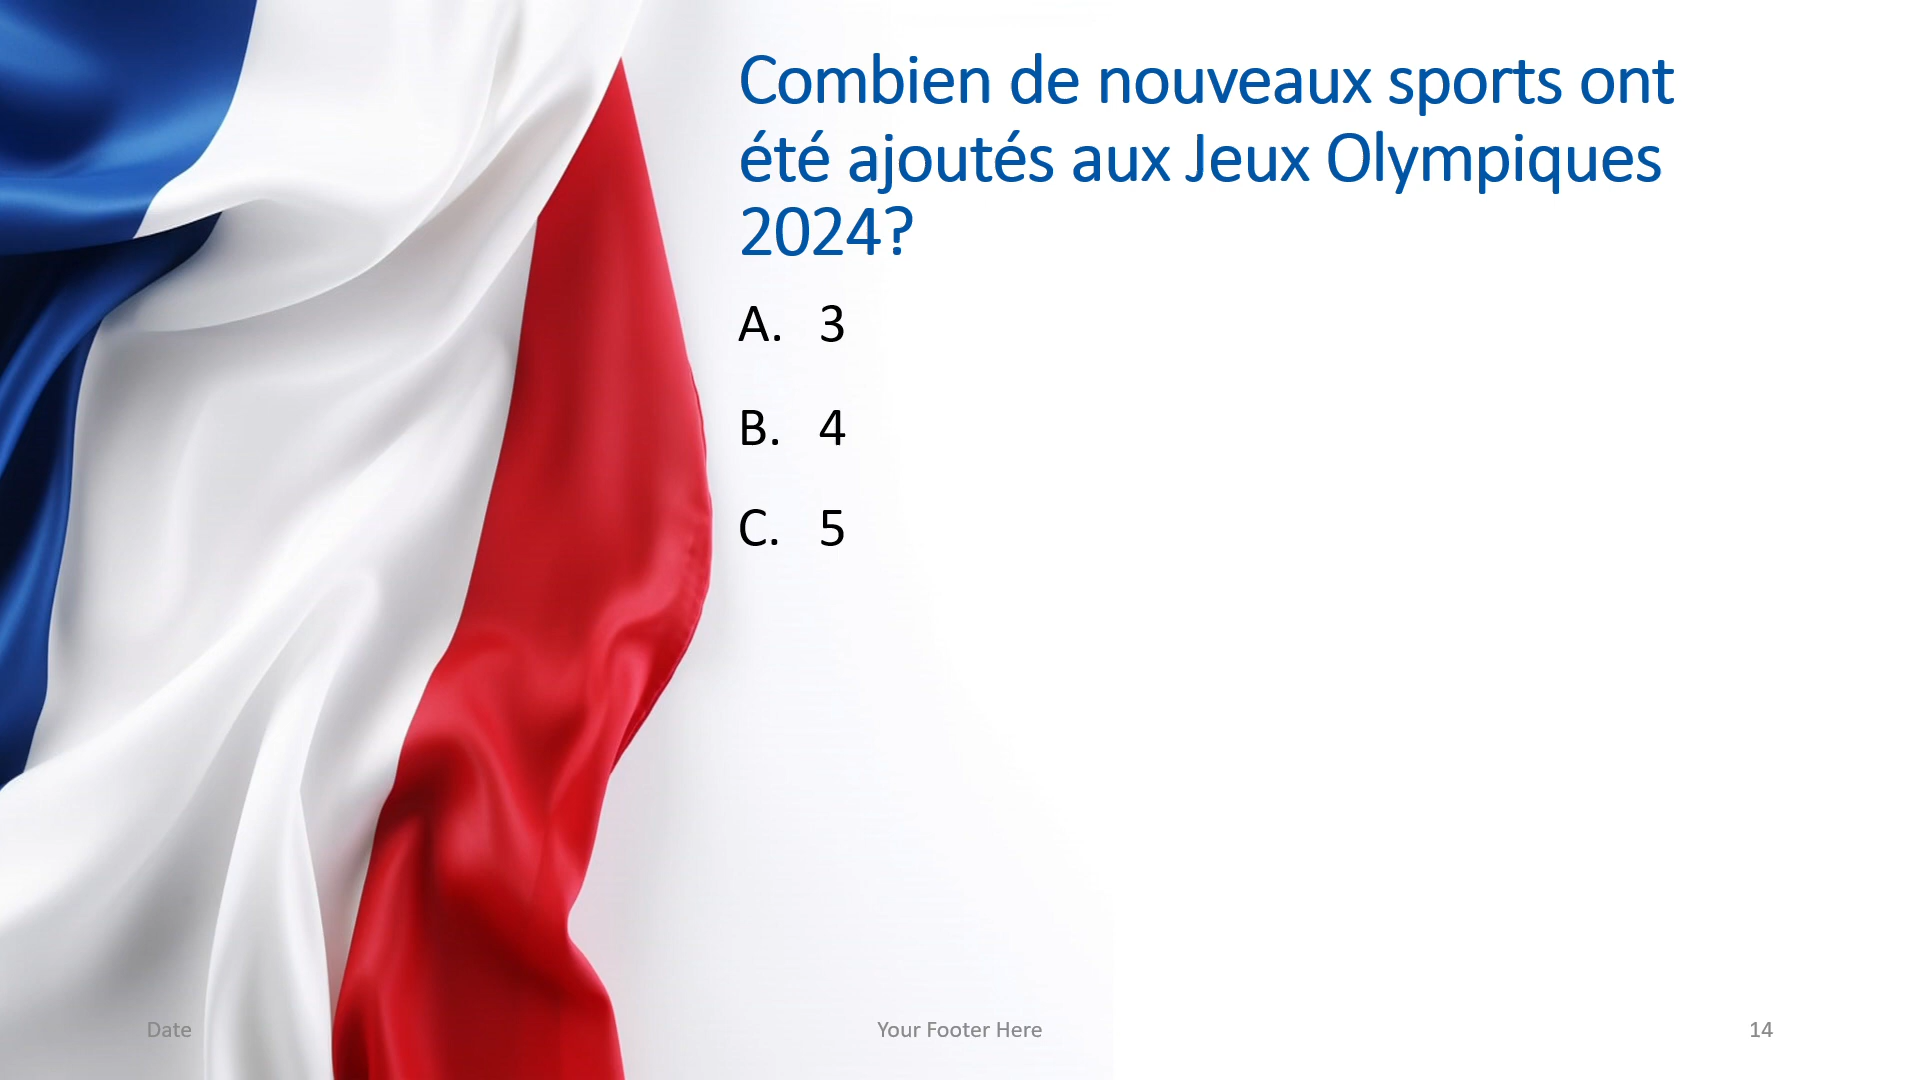 Combien de nouveaux sports ont
été ajoutés aux Jeux Olympiques
2024?
A. 3
B. 4
C. 5
Date
Your Footer Here
14